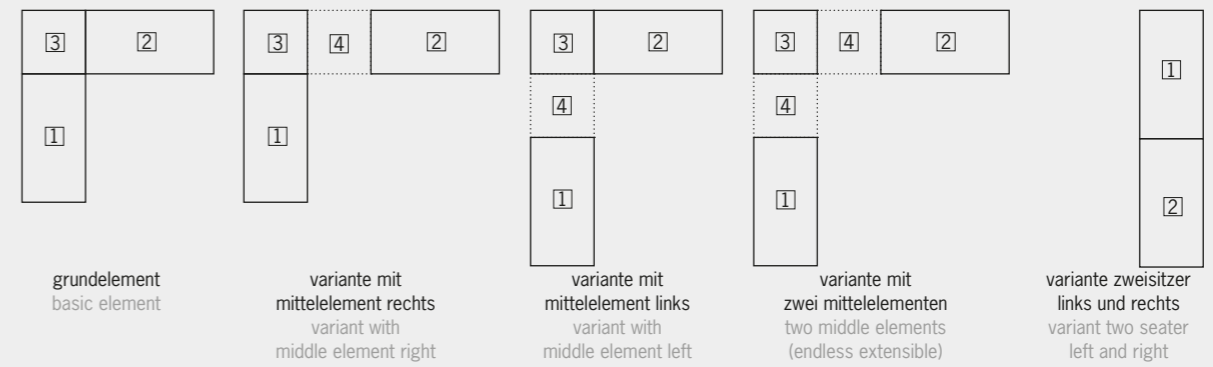 3
2
1
grundelement
basic element
3
4
2
1
variante mit
mittelelement rechts
variant with
middle element right
3
2
4
1
variante mit
mittelelement links
variant with
middle element left
3
4
2
4
1
variante mit
zwei mittelelementen
two middle elements
(endless extensible)
1
2
variante zweisitzer
links und rechts
variant two seater
left and right